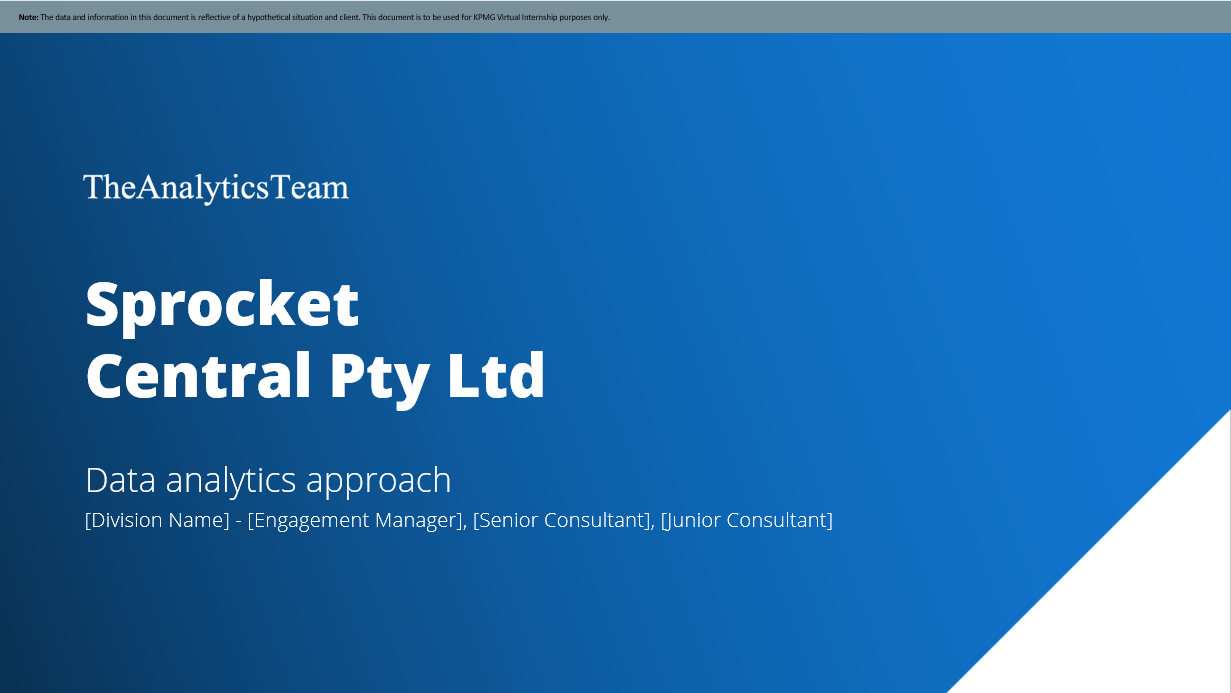 Note: The data and information in this document is reflective of a hypothetical situation and client. This document is to be used for KPMG Virtual Internship purposes only.
TheAnalyticsTeam
Sprocket
Central Pty Ltd
Data analytics approach
[Division Name] - [Engagement Manager], [Senior Consultant], [Junior Consultant]